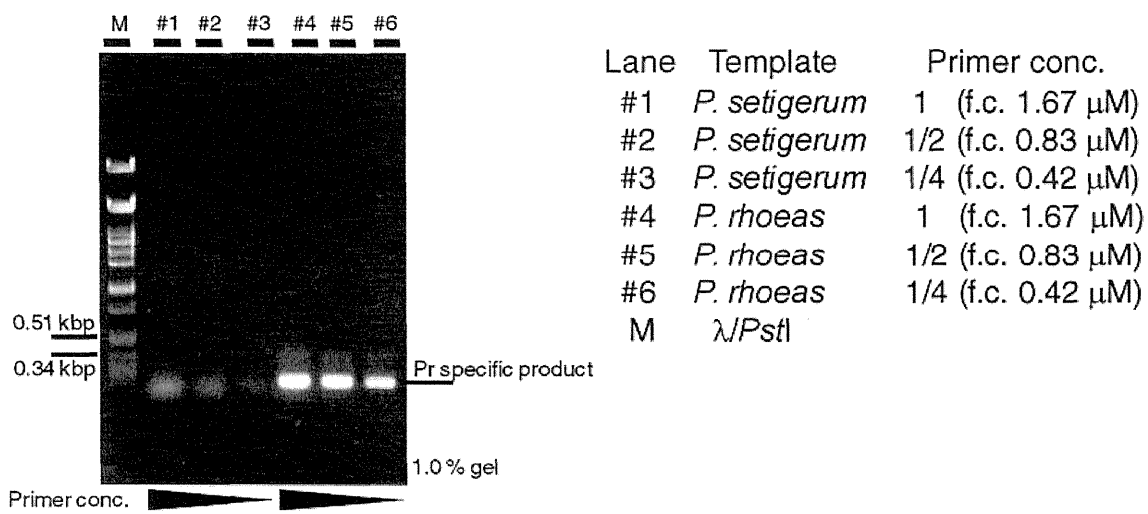 M #1 #2 #3 #4 #5 #6
0.51 kbp
0.34 kbp
Pr specific product
1.0 % gel
Primer conc.
Lane Template Primer conc.
#1 P. setigerum 1 (f.c. 1.67 μM)
#2 P. setigerum 1/2 (f.c. 0.83 μM)
#3 P. setigerum 1/4 (f.c. 0.42 μM)
#4 P. rhoeas 1 (f.c. 1.67 μM)
#5 P. rhoeas 1/2 (f.c. 0.83 μM)
#6 P. rhoeas 1/4 (f.c. 0.42 μM)
M λ/PstI